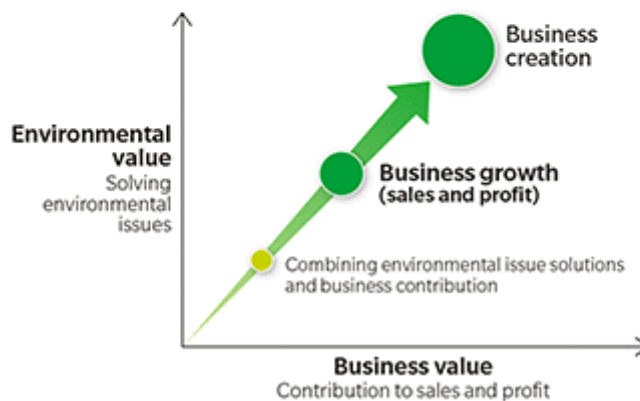 Business
creation
Environmental
value
Solving
environmental
issues
Business growth
(sales and profit)
Combining environmental issue solutions
and business contribution
Business value
Contribution to sales and profit